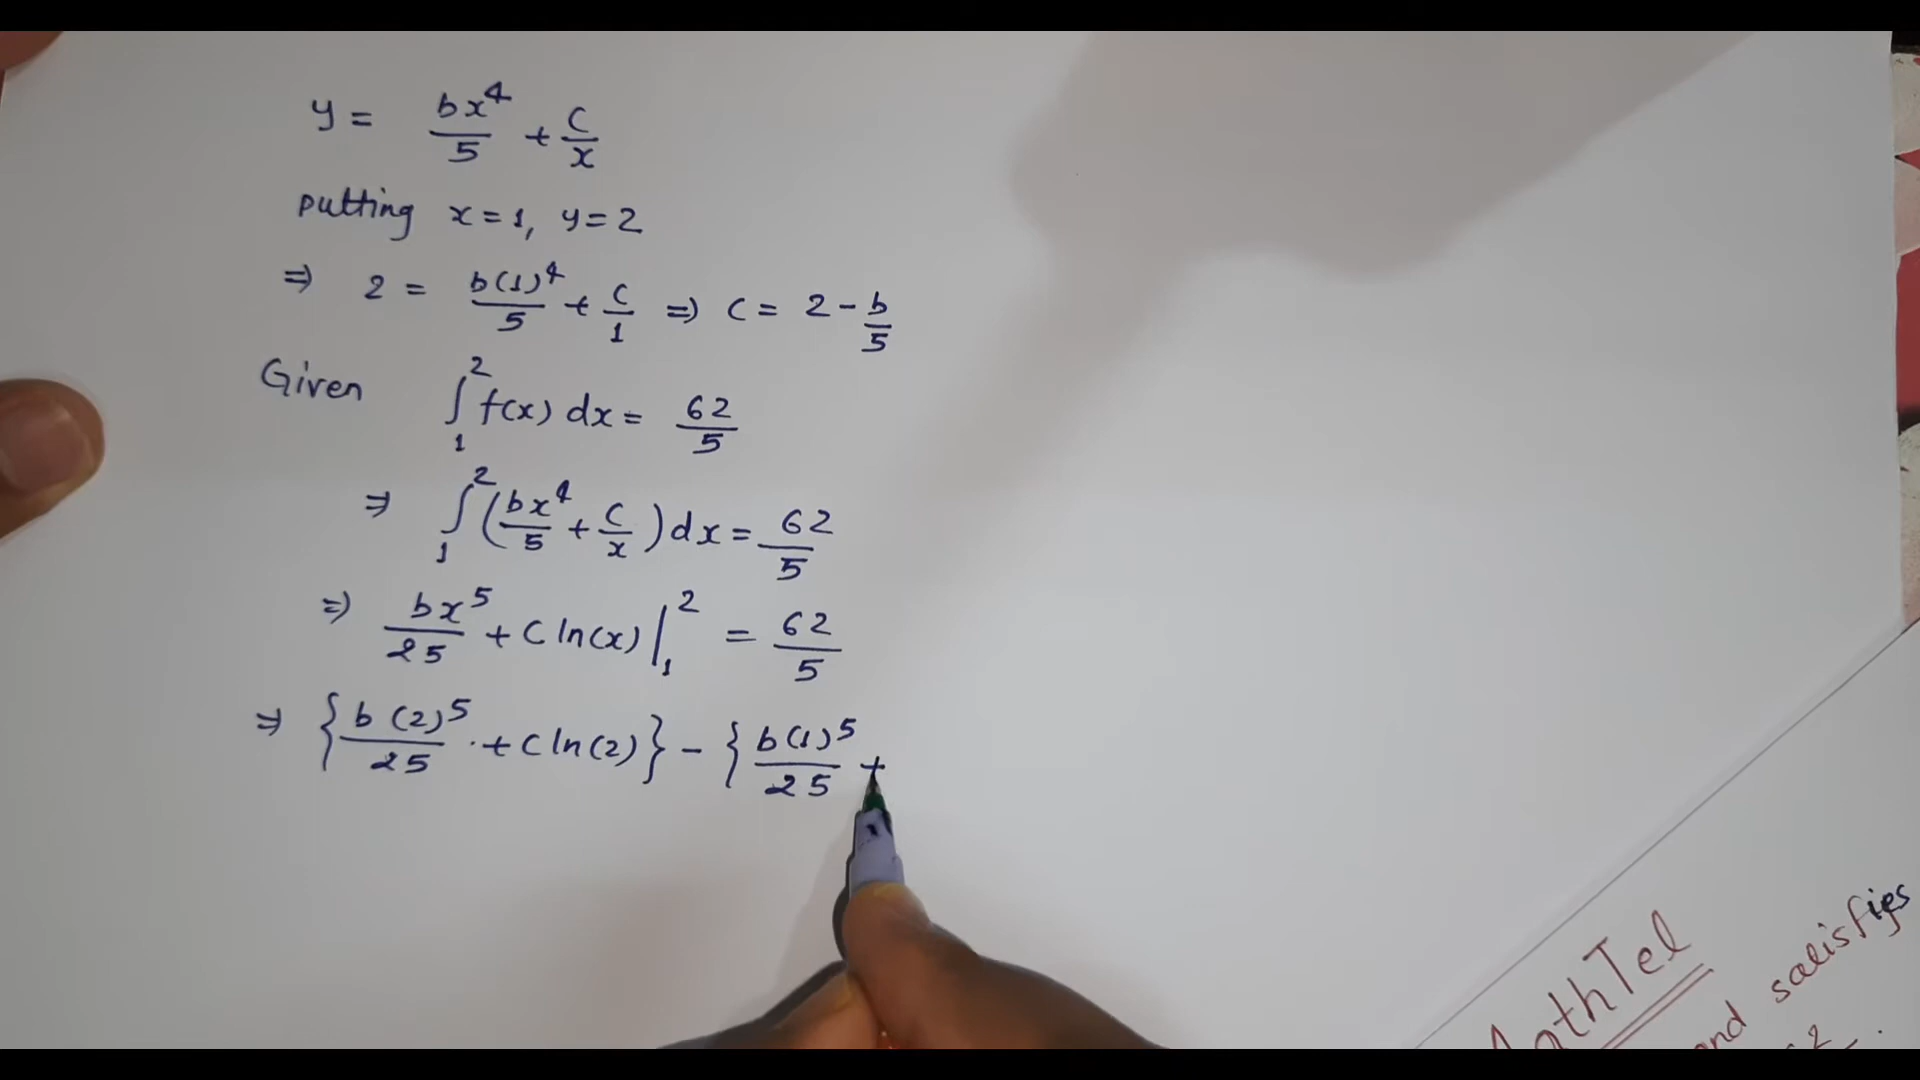 y = bx⁴/5 + c/x
putting x = 1, y = 2
⇒ 2 = b(1)⁴/5 + c/1 ⇒ c = 2 - b/5
Given ∫₁² f(x) dx = 62/5
⇒ ∫₁² (bx⁴/5 + c/x) dx = 62/5
⇒ bx⁵/25 + c ln(x) |₁² = 62/5
⇒ {b(2)⁵/25 + c ln(2)} - {b(1)⁵/25 +
satisfies
and